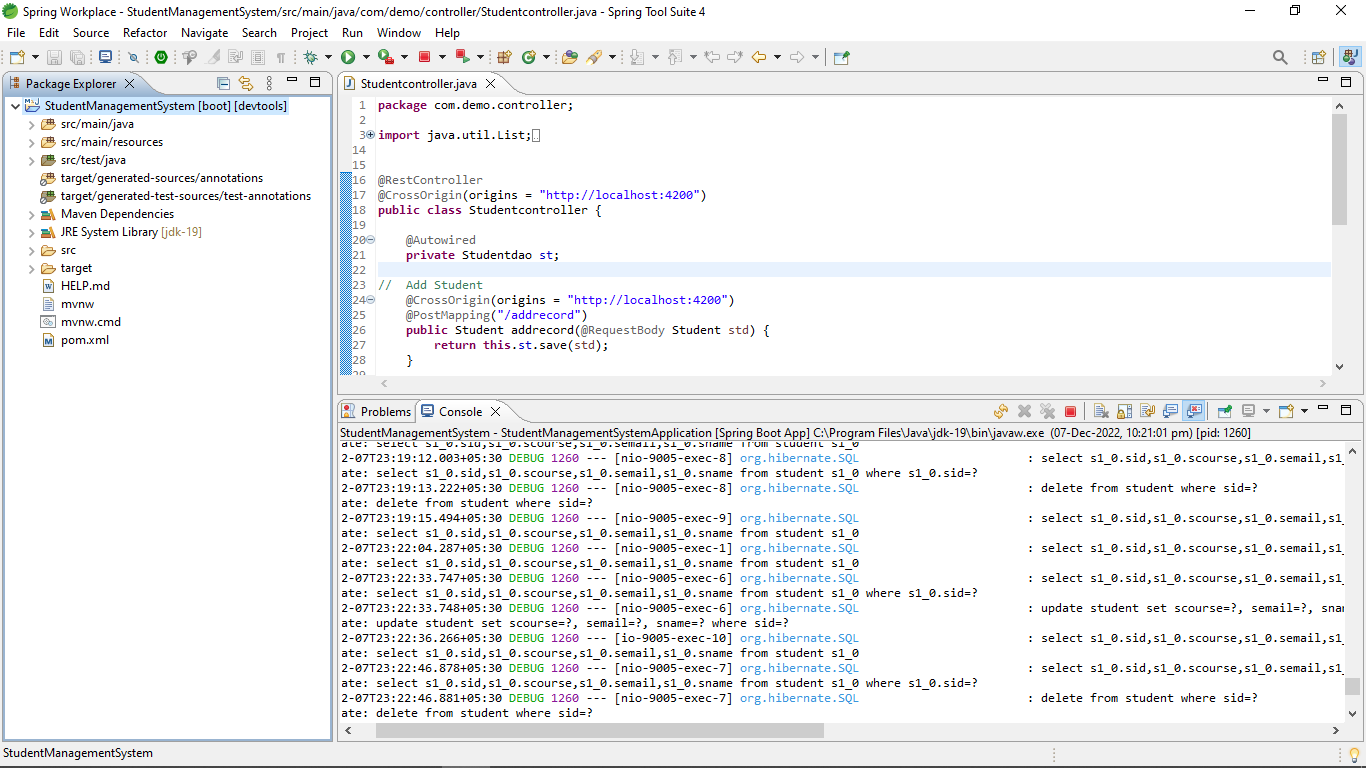 Spring Workplace - StudentManagementSystem/src/main/java/com/demo/controller/Studentcontroller.java - Spring Tool Suite 4
File Edit Source Refactor Navigate Search Project Run Window Help
Package Explorer
StudentManagementSystem [boot] [devtools]
src/main/java
src/main/resources
src/test/java
target/generated-sources/annotations
target/generated-test-sources/test-annotations
Maven Dependencies
JRE System Library [jdk-19]
src
target
HELP.md
mvnw
mvnw.cmd
pom.xml
Studentcontroller.java
1 package com.demo.controller;
2
3 import java.util.List;
14
15
16 @RestController
17 @CrossOrigin(origins = "http://localhost:4200")
18 public class Studentcontroller {
19
20 @Autowired
21 private Studentdao st;
22
23 // Add Student
24 @CrossOrigin(origins = "http://localhost:4200")
25 @PostMapping("/addrecord")
26 public Student addrecord(@RequestBody Student std) {
27 return this.st.save(std);
28 }
29
Problems Console
StudentManagementSystem - StudentManagementSystemApplication [Spring Boot App] C:\Program Files\Java\jdk-19\bin\javaw.exe (07-Dec-2022, 10:21:01 pm) [pid: 1260]
ate: select s1_0.sid,s1_0.scourse,s1_0.semail,s1_0.sname from student s1_0
2-07T23:19:12.003+05:30 DEBUG 1260 --- [nio-9005-exec-8] org.hibernate.SQL : select s1_0.sid,s1_0.scourse,s1_0.semail,s1_
ate: select s1_0.sid,s1_0.scourse,s1_0.semail,s1_0.sname from student s1_0 where s1_0.sid=?
2-07T23:19:13.222+05:30 DEBUG 1260 --- [nio-9005-exec-8] org.hibernate.SQL : delete from student where sid=?
ate: delete from student where sid=?
2-07T23:19:15.494+05:30 DEBUG 1260 --- [nio-9005-exec-9] org.hibernate.SQL : select s1_0.sid,s1_0.scourse,s1_0.semail,s1_
ate: select s1_0.sid,s1_0.scourse,s1_0.semail,s1_0.sname from student s1_0
2-07T23:22:04.287+05:30 DEBUG 1260 --- [nio-9005-exec-1] org.hibernate.SQL : select s1_0.sid,s1_0.scourse,s1_0.semail,s1_
ate: select s1_0.sid,s1_0.scourse,s1_0.semail,s1_0.sname from student s1_0
2-07T23:22:33.747+05:30 DEBUG 1260 --- [nio-9005-exec-6] org.hibernate.SQL : select s1_0.sid,s1_0.scourse,s1_0.semail,s1_
ate: select s1_0.sid,s1_0.scourse,s1_0.semail,s1_0.sname from student s1_0 where s1_0.sid=?
2-07T23:22:33.748+05:30 DEBUG 1260 --- [nio-9005-exec-6] org.hibernate.SQL : update student set scourse=?, semail=?, sna
ate: update student set scourse=?, semail=?, sname=? where sid=?
2-07T23:22:36.266+05:30 DEBUG 1260 --- [io-9005-exec-10] org.hibernate.SQL : select s1_0.sid,s1_0.scourse,s1_0.semail,s1_
ate: select s1_0.sid,s1_0.scourse,s1_0.semail,s1_0.sname from student s1_0
2-07T23:22:46.878+05:30 DEBUG 1260 --- [nio-9005-exec-7] org.hibernate.SQL : select s1_0.sid,s1_0.scourse,s1_0.semail,s1_
ate: select s1_0.sid,s1_0.scourse,s1_0.semail,s1_0.sname from student s1_0 where s1_0.sid=?
2-07T23:22:46.881+05:30 DEBUG 1260 --- [nio-9005-exec-7] org.hibernate.SQL : delete from student where sid=?
ate: delete from student where sid=?
StudentManagementSystem